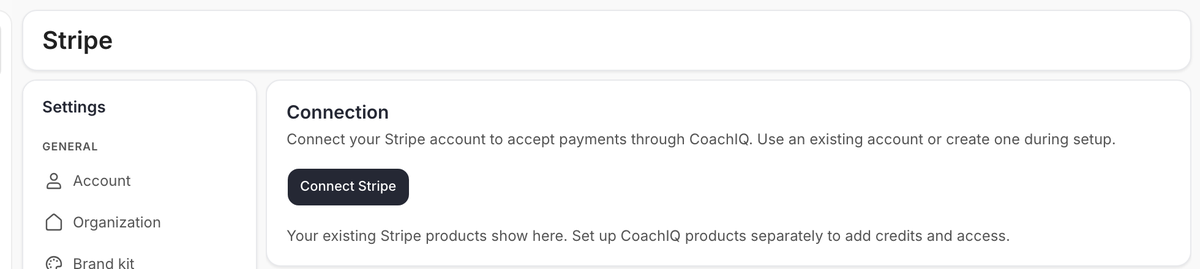 Stripe
Settings
GENERAL
Account
Organization
Brand kit
Connection
Connect your Stripe account to accept payments through CoachIQ. Use an existing account or create one during setup.
Connect Stripe
Your existing Stripe products show here. Set up CoachIQ products separately to add credits and access.